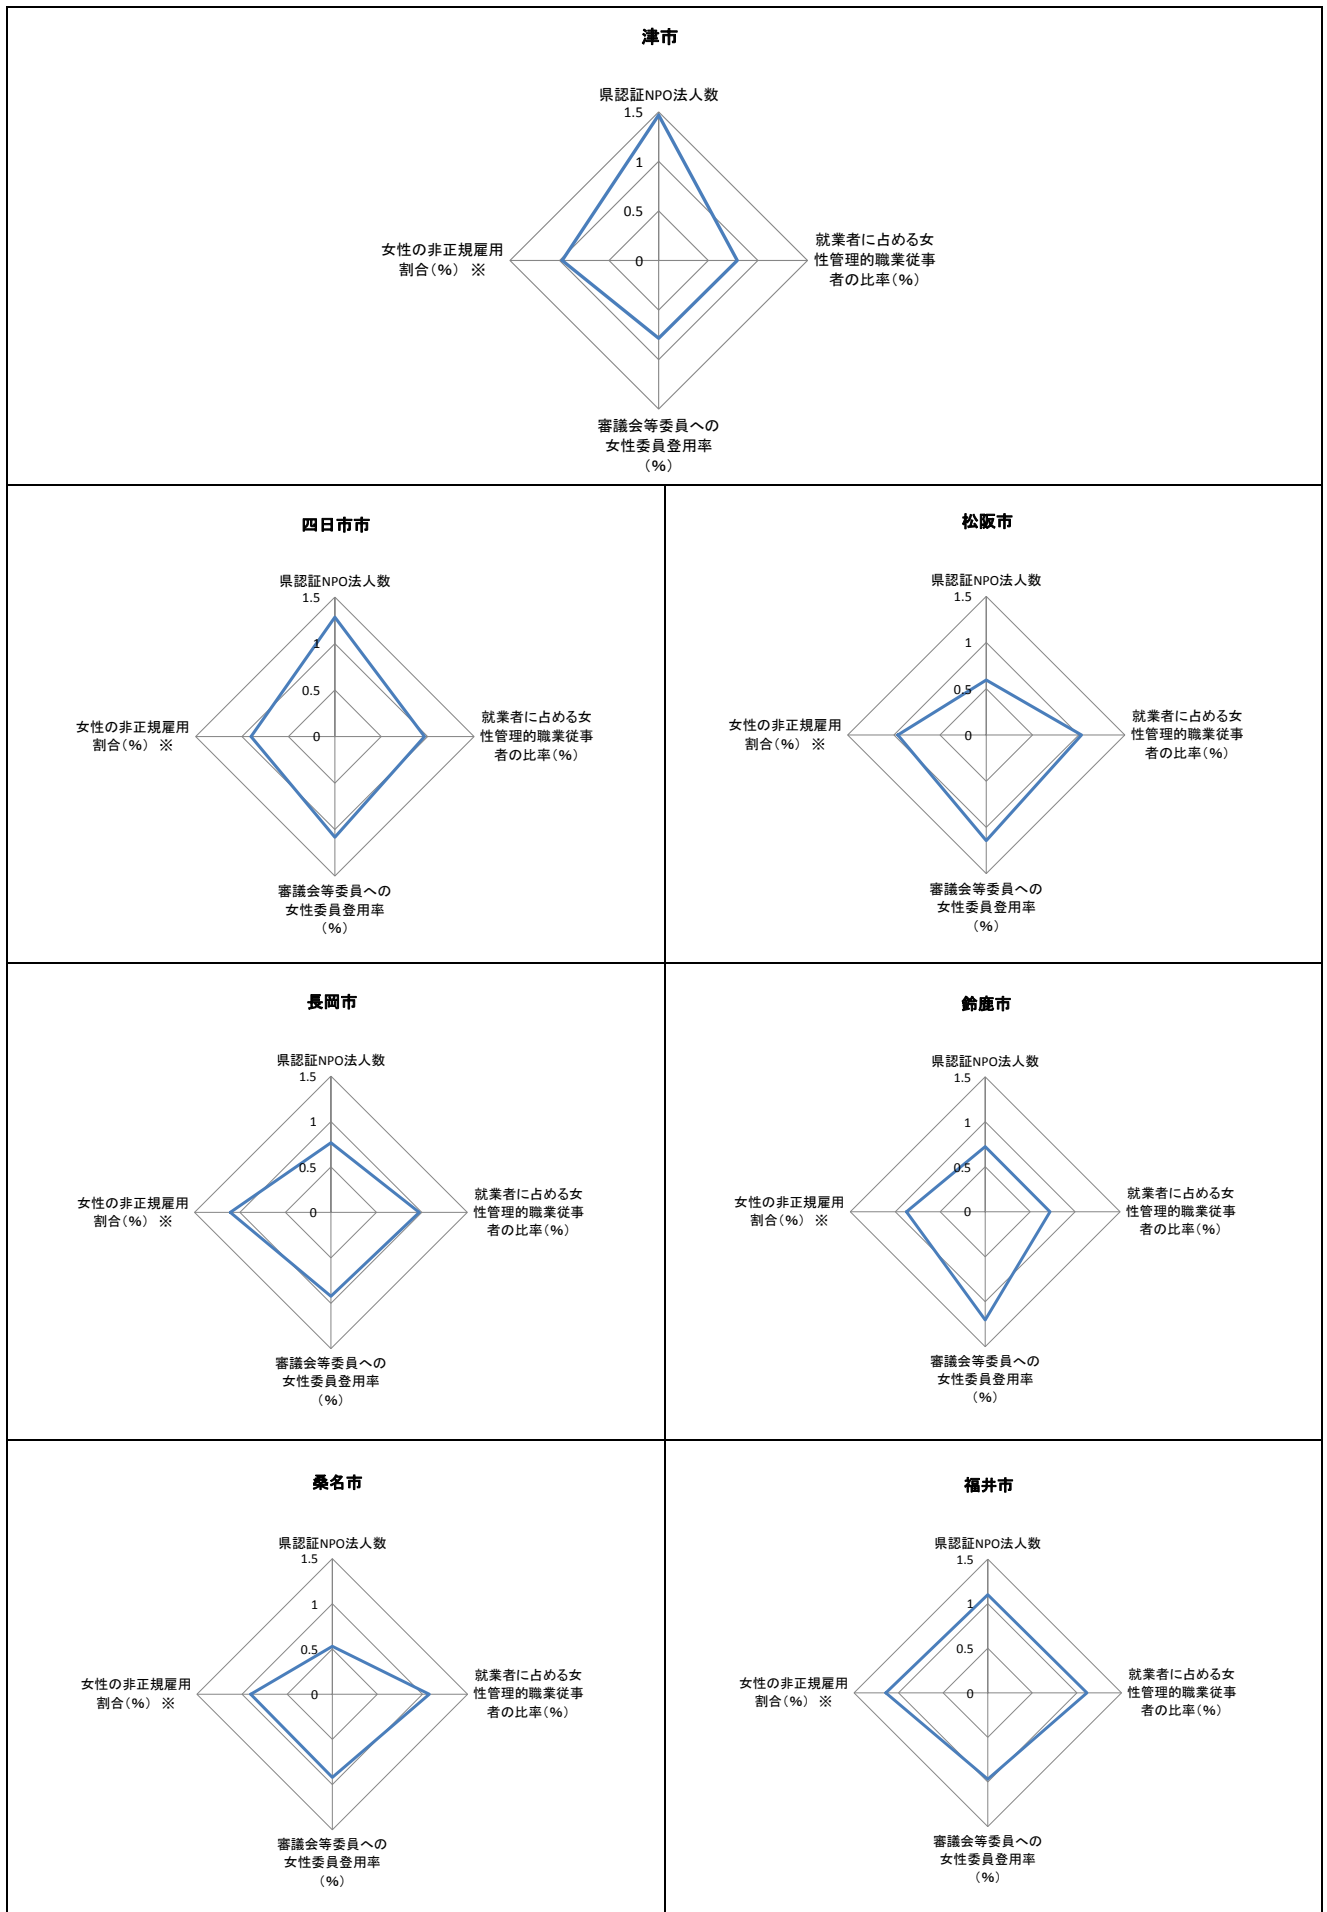 津市
県認証NPO法人数
1.5
1
0.5
0
女性の非正規雇用
割合(%) ※
就業者に占める女
性管理的職業従事
者の比率(%)
審議会等委員への
女性委員登用率
(%)
四日市市
県認証NPO法人数
1.5
1
0.5
0
女性の非正規雇用
割合(%) ※
就業者に占める女
性管理的職業従事
者の比率(%)
審議会等委員への
女性委員登用率
(%)
松阪市
県認証NPO法人数
1.5
1
0.5
0
女性の非正規雇用
割合(%) ※
就業者に占める女
性管理的職業従事
者の比率(%)
審議会等委員への
女性委員登用率
(%)
長岡市
県認証NPO法人数
1.5
1
0.5
0
女性の非正規雇用
割合(%) ※
就業者に占める女
性管理的職業従事
者の比率(%)
審議会等委員への
女性委員登用率
(%)
鈴鹿市
県認証NPO法人数
1.5
1
0.5
0
女性の非正規雇用
割合(%) ※
就業者に占める女
性管理的職業従事
者の比率(%)
審議会等委員への
女性委員登用率
(%)
桑名市
県認証NPO法人数
1.5
1
0.5
0
女性の非正規雇用
割合(%) ※
就業者に占める女
性管理的職業従事
者の比率(%)
審議会等委員への
女性委員登用率
(%)
福井市
県認証NPO法人数
1.5
1
0.5
0
女性の非正規雇用
割合(%) ※
就業者に占める女
性管理的職業従事
者の比率(%)
審議会等委員への
女性委員登用率
(%)